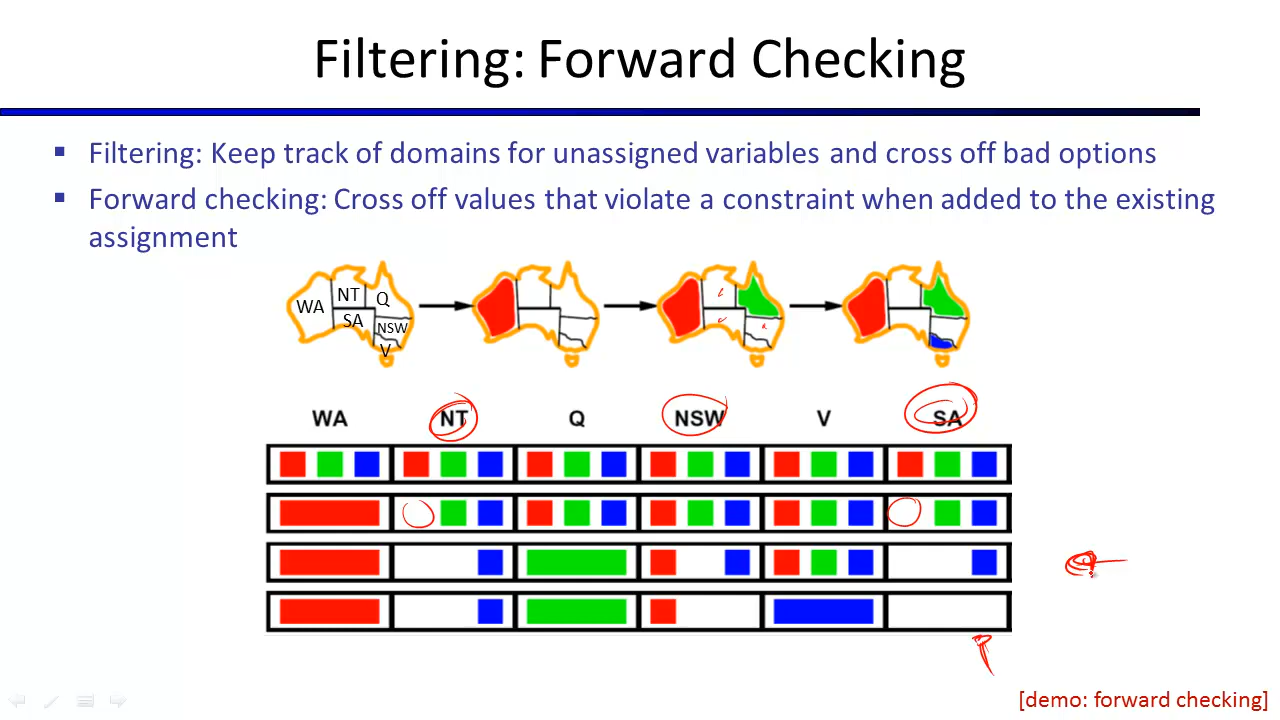 Filtering: Forward Checking
▪ Filtering: Keep track of domains for unassigned variables and cross off bad options
▪ Forward checking: Cross off values that violate a constraint when added to the existing
assignment
WA NT Q
SA NSW
V
WA NT Q NSW V SA
[demo: forward checking]